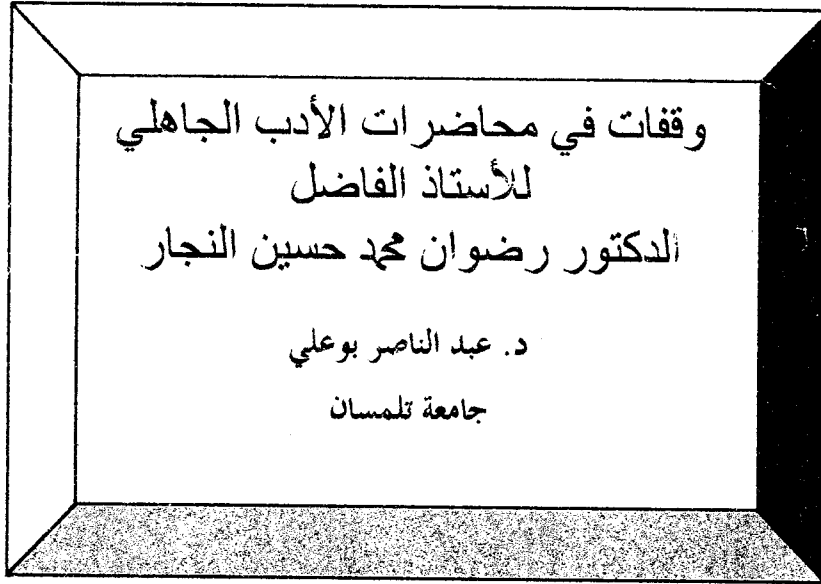 وقفات في محاضرات الأدب الجاهلي
للأستاذ الفاضل
الدكتور رضوان محمد حسين النجار
د. عبد الناصر بوعلي
جامعة تلمسان